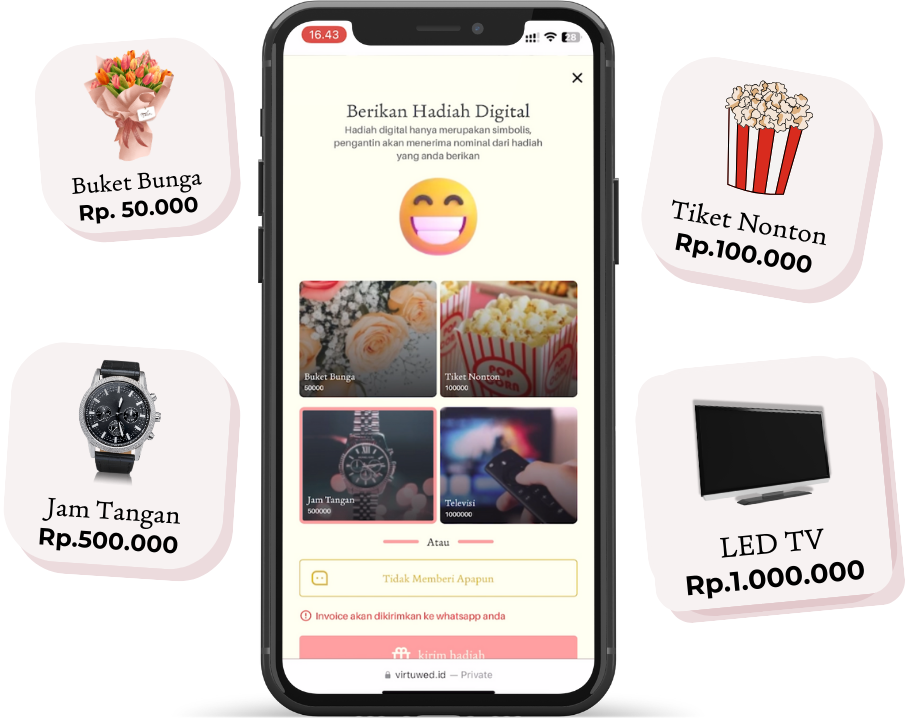 Buket Bunga
Rp. 50.000
Jam Tangan
Rp.500.000
16.43
28
Berikan Hadiah Digital
Hadiah digital hanya merupakan simbolis,
pengantin akan menerima nominal dari hadiah
yang anda berikan
Buket Bunga
50000
POP
CORN
Tiket Nonton
100000
Jam Tangan
500000
Televisi
1000000
Atau
Tidak Memberi Apapun
Invoice akan dikirimkan ke whatsapp anda
kirim hadiah
virtuwed.id — Private
Tiket Nonton
Rp.100.000
LED TV
Rp.1.000.000